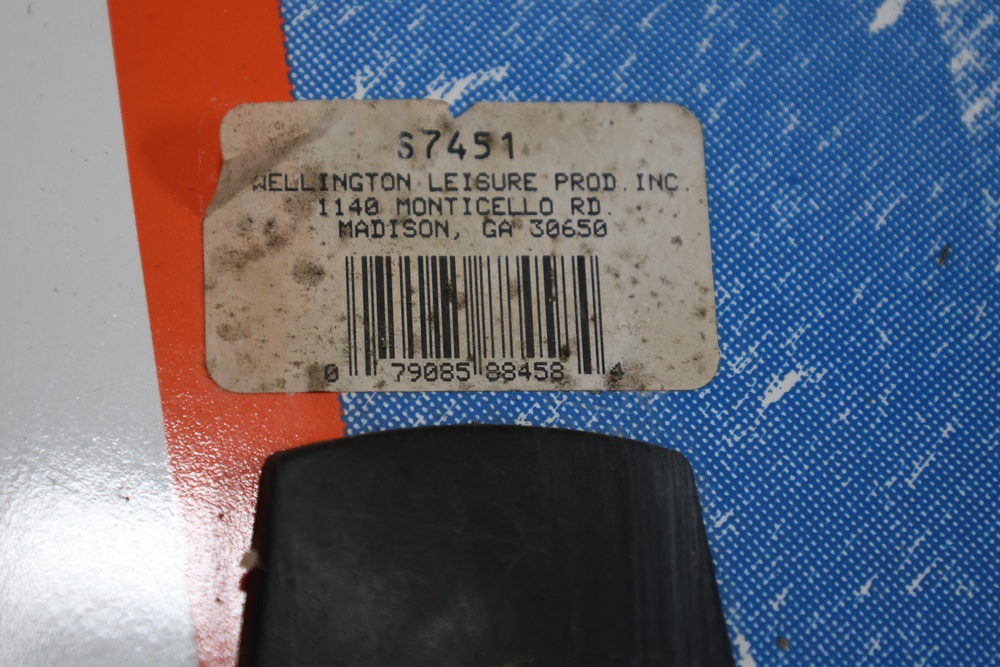 S7451
WELLINGTON LEISURE PROD. INC.
1140 MONTICELLO RD.
MADISON, GA 30650
0 79085 88458 4